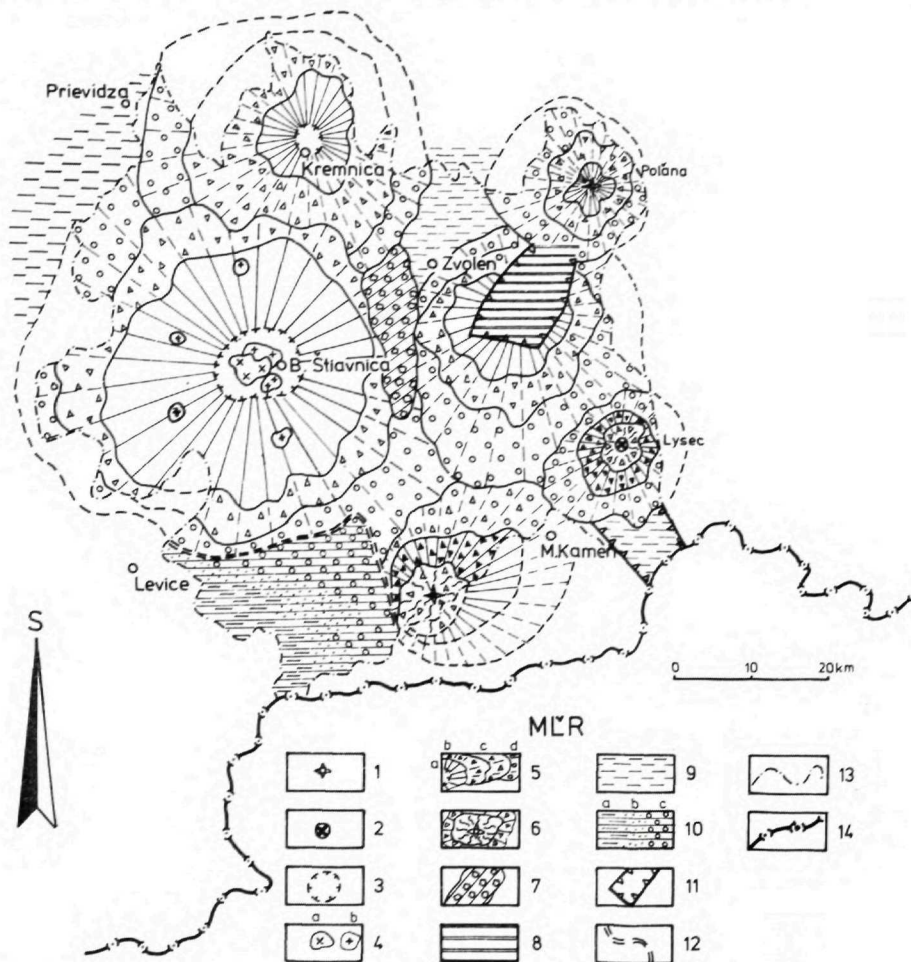 Prievidza
Kremnica
Poľana
Zvolen
B. Štiavnica
Lysec
M.Kameň
Levice
S
0 10 20km
MĽR
1
2
3
a b
4
b c d
a
5
6
7
8
9
a b c
10
11
12
13
14